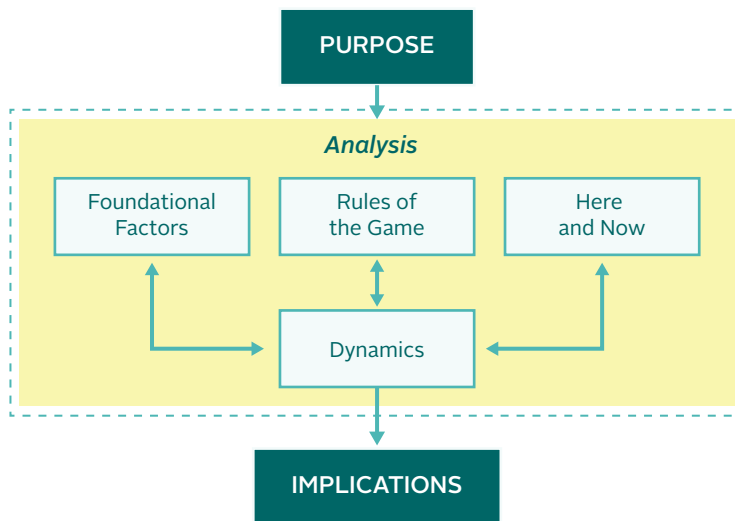 PURPOSE
Analysis
Foundational
Factors
Rules of
the Game
Here
and Now
Dynamics
IMPLICATIONS